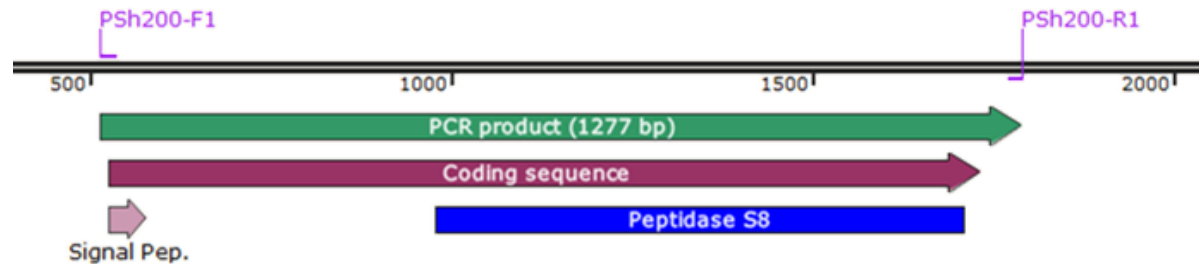 PSh200-F1 PSh200-R1
500 1000 1500 2000
PCR product (1277 bp)
Coding sequence
Peptidase S8
Signal Pep.